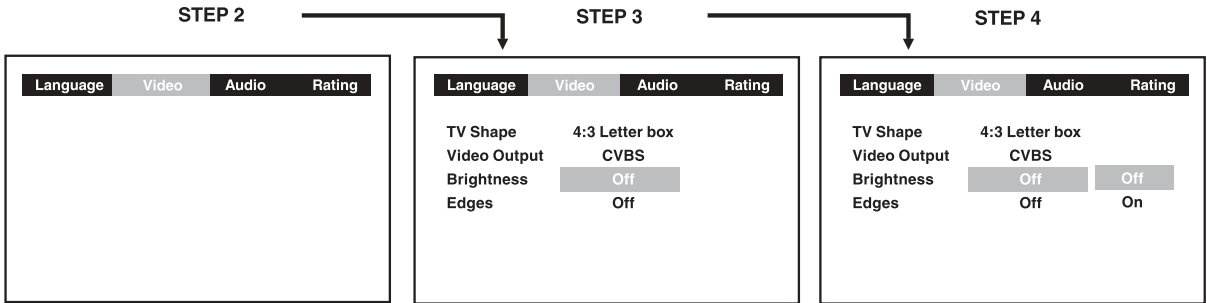 STEP 2
STEP 3
STEP 4
Language Video Audio Rating
Language Video Audio Rating
TV Shape 4:3 Letter box
Video Output CVBS
Brightness Off
Edges Off
Language Video Audio Rating
TV Shape 4:3 Letter box
Video Output CVBS
Brightness Off Off
Edges Off On